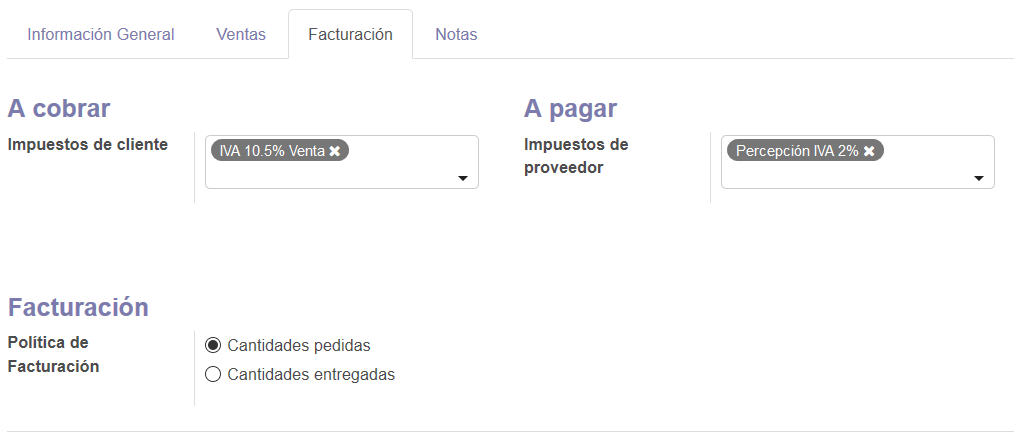 Información General Ventas Facturación Notas
A cobrar
Impuestos de cliente
IVA 10.5% Venta ✖
A pagar
Impuestos de
proveedor
Percepción IVA 2% ✖
Facturación
Política de
Facturación
Cantidades pedidas
Cantidades entregadas